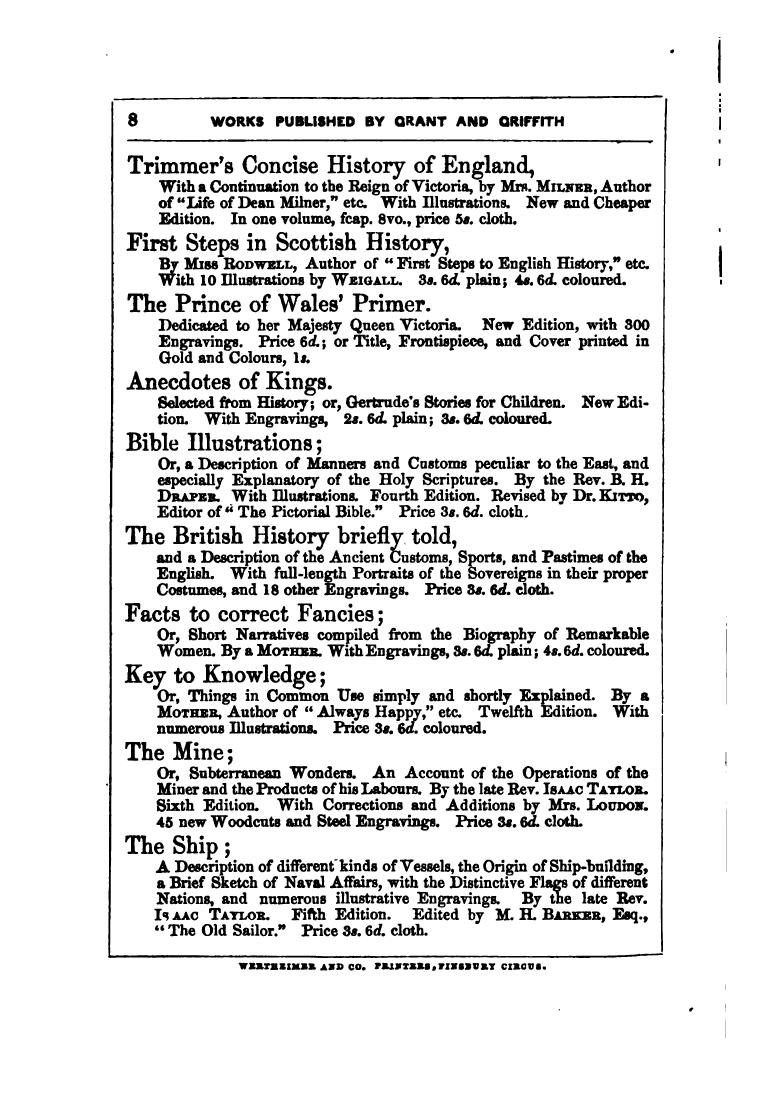 8 WORKS PUBLISHED BY GRANT AND GRIFFITH
Trimmer's Concise History of England,
With a Continuation to the Reign of Victoria, by Mrs. MILNER, Author
of "Life of Dean Milner," etc. With Illustrations. New and Cheaper
Edition. In one volume, fcap. 8vo., price 5s. cloth.
First Steps in Scottish History,
By MISS RODWELL, Author of "First Steps to English History," etc.
With 10 Illustrations by WEIGALL. 3s. 6d. plain; 4s. 6d. coloured.
The Prince of Wales' Primer.
Dedicated to her Majesty Queen Victoria. New Edition, with 300
Engravings. Price 6d.; or Title, Frontispiece, and Cover printed in
Gold and Colours, 1s.
Anecdotes of Kings.
Selected from History; or, Gertrude's Stories for Children. New Edi-
tion. With Engravings, 2s. 6d. plain; 3s. 6d. coloured.
Bible Illustrations;
Or, a Description of Manners and Customs peculiar to the East, and
especially Explanatory of the Holy Scriptures. By the Rev. B. H.
DRAPER. With Illustrations. Fourth Edition. Revised by Dr. KITTO,
Editor of "The Pictorial Bible." Price 3s. 6d. cloth.
The British History briefly told,
and a Description of the Ancient Customs, Sports, and Pastimes of the
English. With full-length Portraits of the Sovereigns in their proper
Costumes, and 18 other Engravings. Price 3s. 6d. cloth.
Facts to correct Fancies;
Or, Short Narratives compiled from the Biography of Remarkable
Women. By a MOTHER. With Engravings, 3s. 6d. plain; 4s. 6d. coloured.
Key to Knowledge;
Or, Things in Common Use simply and shortly Explained. By a
MOTHER, Author of "Always Happy," etc. Twelfth Edition. With
numerous Illustrations. Price 3s. 6d. coloured.
The Mine;
Or, Subterranean Wonders. An Account of the Operations of the
Miner and the Products of his Labours. By the late Rev. ISAAC TAYLOR.
Sixth Edition. With Corrections and Additions by Mrs. LOUDON.
45 new Woodcuts and Steel Engravings. Price 3s. 6d. cloth.
The Ship;
A Description of different kinds of Vessels, the Origin of Ship-building,
a Brief Sketch of Naval Affairs, with the Distinctive Flags of different
Nations, and numerous illustrative Engravings. By the late Rev.
ISAAC TAYLOR. Fifth Edition. Edited by M. H. BARKER, Esq.,
"The Old Sailor." Price 3s. 6d. cloth.
WERTHEIMER AND CO. PRINTERS, FINSBURY CIRCUS.